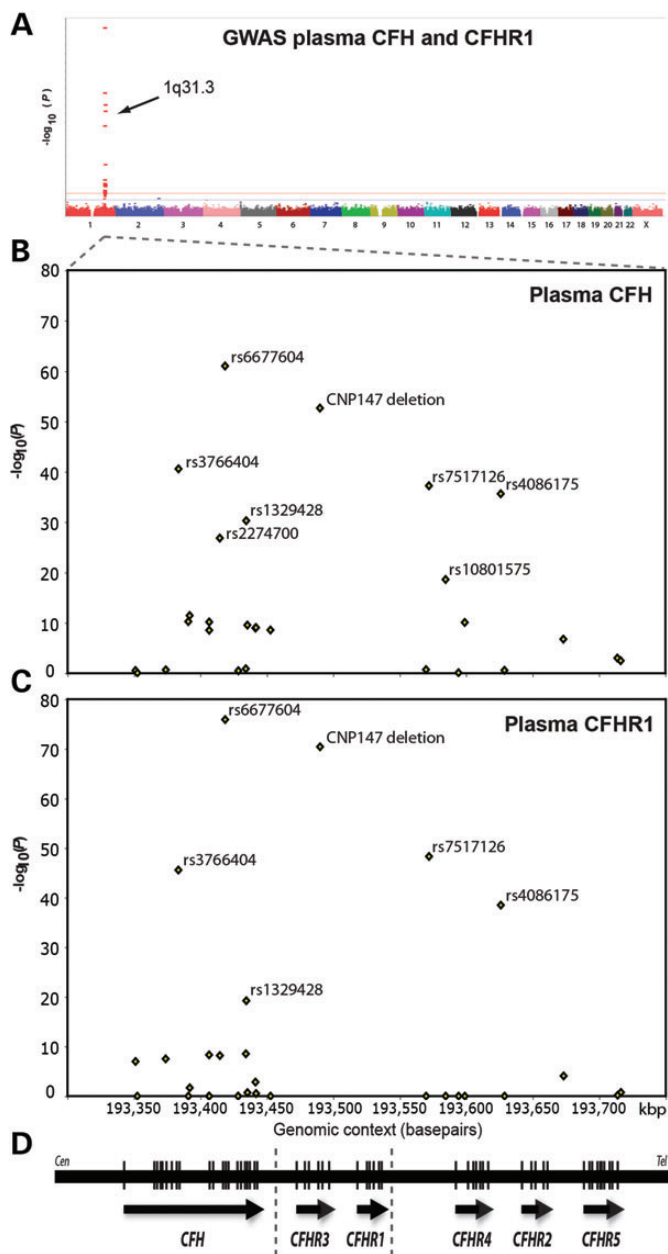 A
GWAS plasma CFH and CFHR1
1q31.3
-log10 (P)
1 2 3 4 5 6 7 8 9 10 11 12 13 14 15 16 17 18 19 20 21 22 X
B
Plasma CFH
80
70
60
50
40
30
20
10
0
-log10(P)
rs6677604
CNP147 deletion
rs3766404
rs7517126
rs4086175
rs1329428
rs2274700
rs10801575
C
Plasma CFHR1
80
70
60
50
40
30
20
10
0
-log10(P)
rs6677604
CNP147 deletion
rs3766404
rs7517126
rs4086175
rs1329428
193,350 193,400 193,450 193,500 193,550 193,600 193,650 193,700 kbp
Genomic context (basepairs)
D
Cen Tel
CFH CFHR3 CFHR1 CFHR4 CFHR2 CFHR5